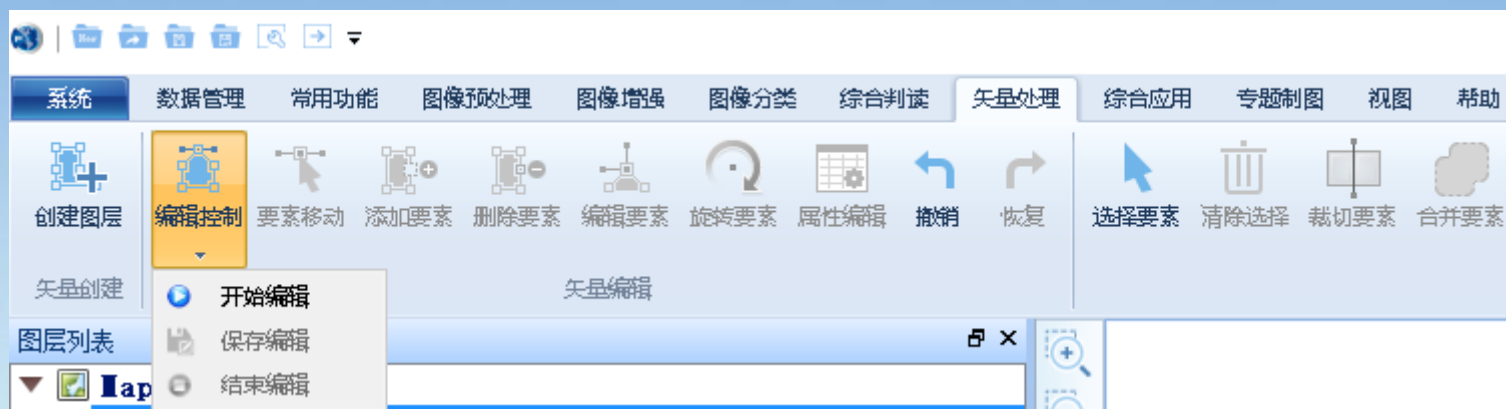 系统 数据管理 常用功能 图像预处理 图像增强 图像分类 综合判读 矢量处理 综合应用 专题制图 视图 帮助
创建图层 编辑控制 要素移动 添加要素 删除要素 编辑要素 旋转要素 属性编辑 撤销 恢复 选择要素 清除选择 裁切要素 合并要素
矢量创建 矢量编辑
开始编辑
图层列表 保存编辑
Map 结束编辑